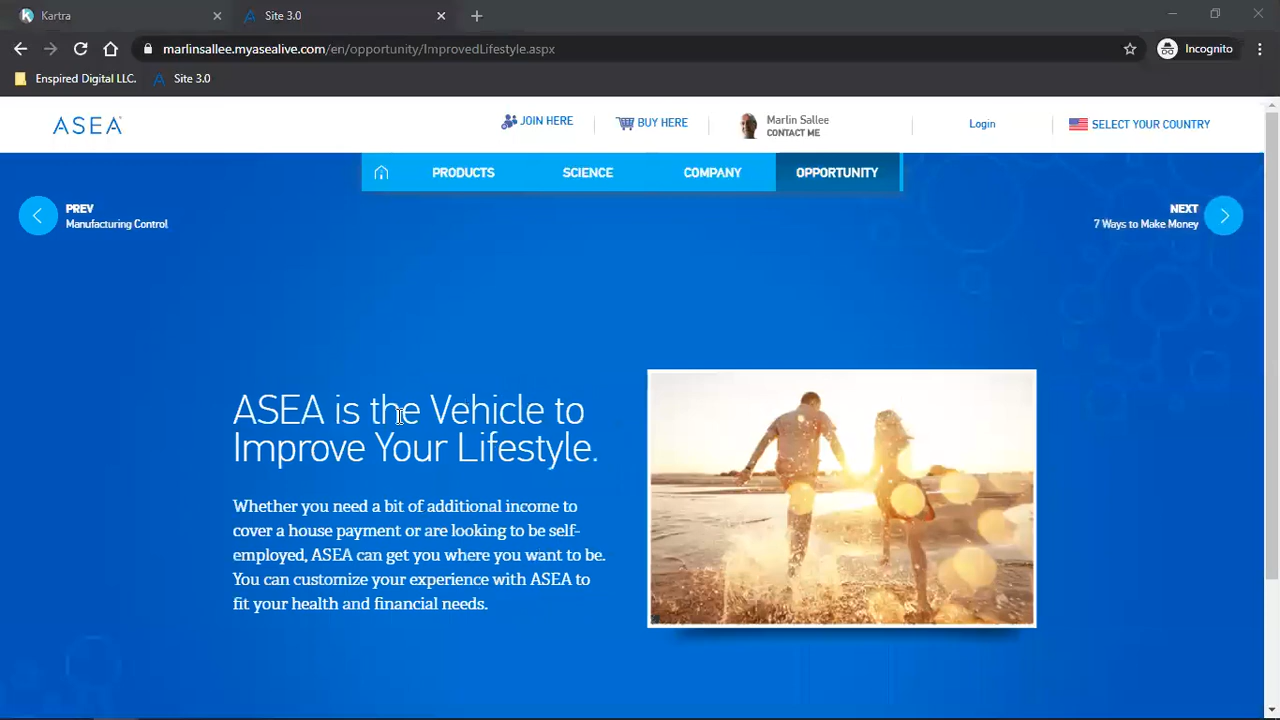 Kartra
Site 3.0
marlinsallee.myasealive.com/en/opportunity/ImprovedLifestyle.aspx
Incognito
Enspired Digital LLC.
Site 3.0
ASEA
JOIN HERE
BUY HERE
Marlin Sallee
CONTACT ME
Login
SELECT YOUR COUNTRY
PRODUCTS
SCIENCE
COMPANY
OPPORTUNITY
PREV
Manufacturing Control
NEXT
7 Ways to Make Money
ASEA is the Vehicle to
Improve Your Lifestyle.
Whether you need a bit of additional income to
cover a house payment or are looking to be self-
employed, ASEA can get you where you want to be.
You can customize your experience with ASEA to
fit your health and financial needs.